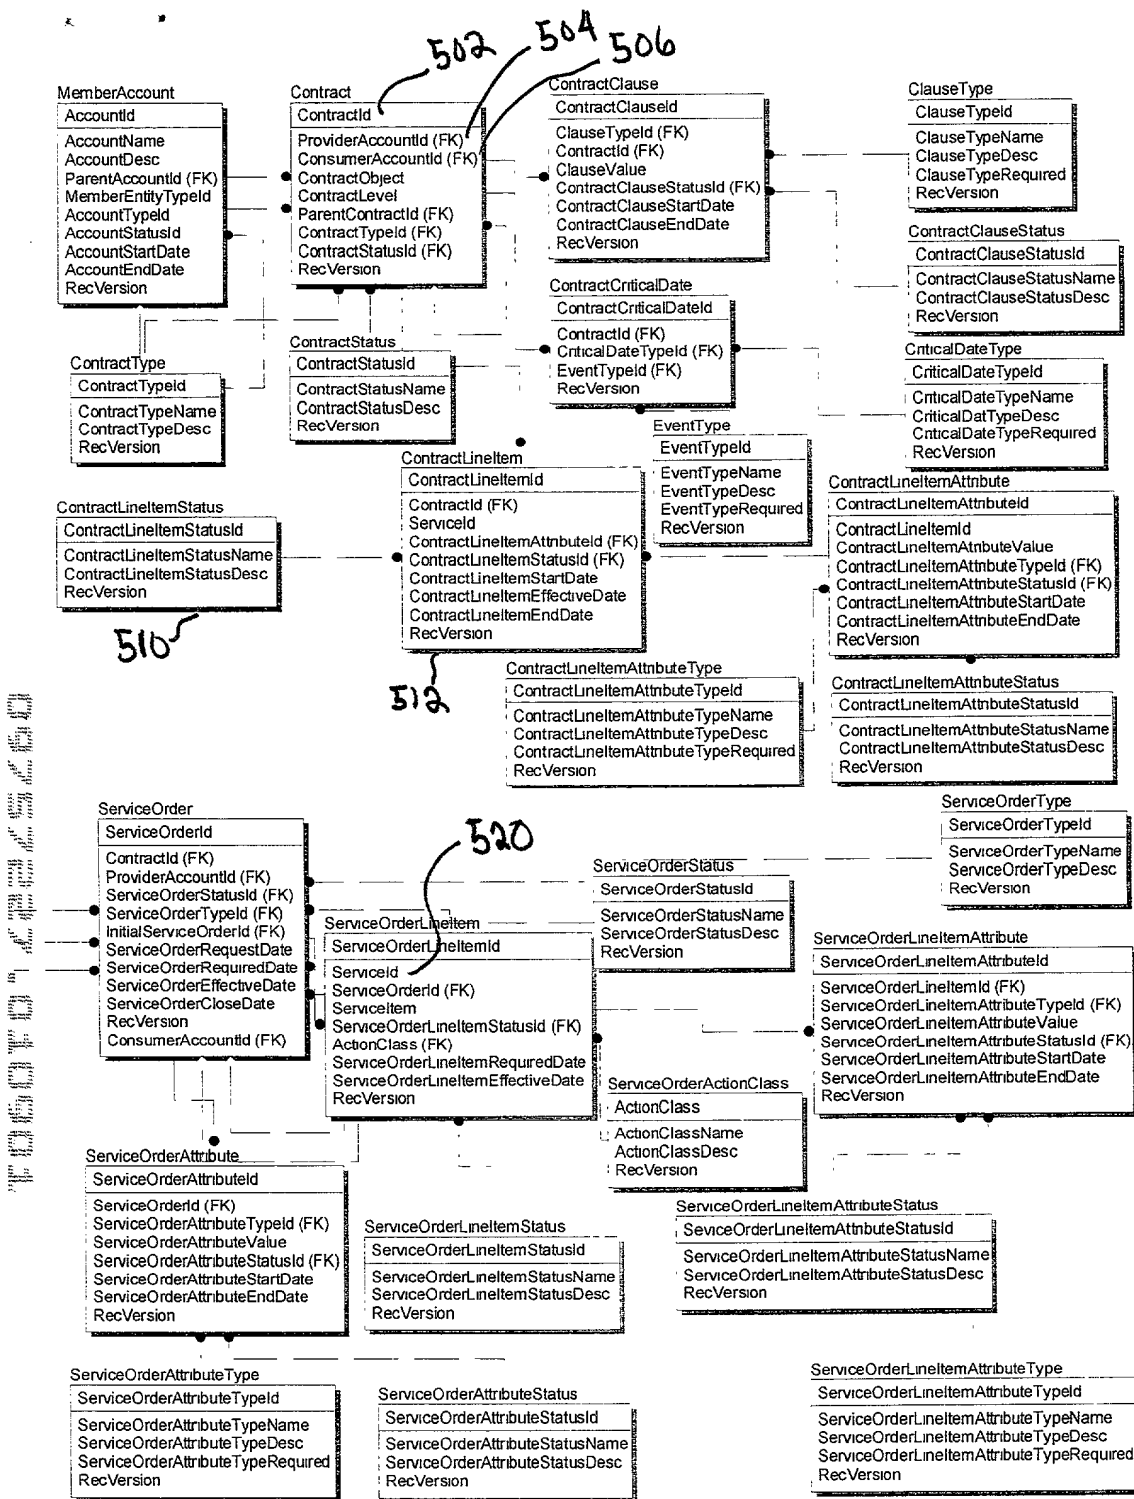 502
504
506
MemberAccount
AccountId
AccountName
AccountDesc
ParentAccountId (FK)
MemberEntityTypeId
AccountTypeId
AccountStatusId
AccountStartDate
AccountEndDate
RecVersion
Contract
ContractId
ProviderAccountId (FK)
ConsumerAccountId (FK)
ContractObject
ContractLevel
ParentContractId (FK)
ContractTypeId (FK)
ContractStatusId (FK)
RecVersion
ContractClause
ContractClauseId
ClauseTypeId (FK)
ContractId (FK)
ClauseValue
ContractClauseStatusId (FK)
ContractClauseStartDate
ContractClauseEndDate
RecVersion
ClauseType
ClauseTypeId
ClauseTypeName
ClauseTypeDesc
ClauseTypeRequired
RecVersion
ContractClauseStatus
ContractClauseStatusId
ContractClauseStatusName
ContractClauseStatusDesc
RecVersion
ContractType
ContractTypeId
ContractTypeName
ContractTypeDesc
RecVersion
ContractStatus
ContractStatusId
ContractStatusName
ContractStatusDesc
RecVersion
ContractCriticalDate
ContractCriticalDateId
ContractId (FK)
CriticalDateTypeId (FK)
EventTypeId (FK)
RecVersion
CriticalDateType
CriticalDateTypeId
CriticalDateTypeName
CriticalDatTypeDesc
CriticalDateTypeRequired
RecVersion
EventType
EventTypeId
EventTypeName
EventTypeDesc
EventTypeRequired
RecVersion
ContractLineItemStatus
ContractLineItemStatusId
ContractLineItemStatusName
ContractLineItemStatusDesc
RecVersion
510
ContractLineItem
ContractLineItemId
ContractId (FK)
ServiceId
ContractLineItemAttributeId (FK)
ContractLineItemStatusId (FK)
ContractLineItemStartDate
ContractLineItemEffectiveDate
ContractLineItemEndDate
RecVersion
512
ContractLineItemAttribute
ContractLineItemAttributeId
ContractLineItemId
ContractLineItemAtributeValue
ContractLineItemAttributeTypeId (FK)
ContractLineItemAttributeStatusId (FK)
ContractLineItemAttributeStartDate
ContractLineItemAttributeEndDate
RecVersion
ContractLineItemAttributeType
ContractLineItemAttributeTypeId
ContractLineItemAttributeTypeName
ContractLineItemAttributeTypeDesc
ContractLineItemAttributeTypeRequired
RecVersion
ContractLineItemAttributeStatus
ContractLineItemAttributeStatusId
ContractLineItemAttributeStatusName
ContractLineItemAttributeStatusDesc
RecVersion
ServiceOrder
ServiceOrderId
ContractId (FK)
ProviderAccountId (FK)
ServiceOrderStatusId (FK)
ServiceOrderTypeId (FK)
InitialServiceOrderId (FK)
ServiceOrderRequestDate
ServiceOrderRequiredDate
ServiceOrderEffectiveDate
ServiceOrderCloseDate
RecVersion
ConsumerAccountId (FK)
520
ServiceOrderLineItem
ServiceOrderLineItemId
ServiceId
ServiceOrderId (FK)
ServiceItem
ServiceOrderLineItemStatusId (FK)
ActionClass (FK)
ServiceOrderLineItemRequiredDate
ServiceOrderLineItemEffectiveDate
RecVersion
ServiceOrderStatus
ServiceOrderStatusId
ServiceOrderStatusName
ServiceOrderStatusDesc
RecVersion
ServiceOrderType
ServiceOrderTypeId
ServiceOrderTypeName
ServiceOrderTypeDesc
RecVersion
ServiceOrderLineItemAttribute
ServiceOrderLineItemAttributeId
ServiceOrderLineItemId (FK)
ServiceOrderLineItemAttributeTypeId (FK)
ServiceOrderLineItemAttributeValue
ServiceOrderLineItemAttributeStatusId (FK)
ServiceOrderLineItemAttributeStartDate
ServiceOrderLineItemAttributeEndDate
RecVersion
ServiceOrderActionClass
ActionClass
ActionClassName
ActionClassDesc
RecVersion
ServiceOrderAttribute
ServiceOrderAttributeId
ServiceOrderId (FK)
ServiceOrderAttributeTypeId (FK)
ServiceOrderAttributeValue
ServiceOrderAttributeStatusId (FK)
ServiceOrderAttributeStartDate
ServiceOrderAttributeEndDate
RecVersion
ServiceOrderLineItemStatus
ServiceOrderLineItemStatusId
ServiceOrderLineItemStatusName
ServiceOrderLineItemStatusDesc
RecVersion
ServiceOrderLineItemAttributeStatus
SeviceOrderLineItemAttributeStatusId
ServiceOrderLineItemAttributeStatusName
ServiceOrderLineItemAttributeStatusDesc
RecVersion
ServiceOrderAttributeType
ServiceOrderAttributeTypeId
ServiceOrderAttributeTypeName
ServiceOrderAttributeTypeDesc
ServiceOrderAttributeTypeRequired
RecVersion
ServiceOrderAttributeStatus
ServiceOrderAttributeStatusId
ServiceOrderAttributeStatusName
ServiceOrderAttributeStatusDesc
RecVersion
ServiceOrderLineItemAttributeType
ServiceOrderLineItemAttributeTypeId
ServiceOrderLineItemAttributeTypeName
ServiceOrderLineItemAttributeTypeDesc
ServiceOrderLineItemAttributeTypeRequired
RecVersion